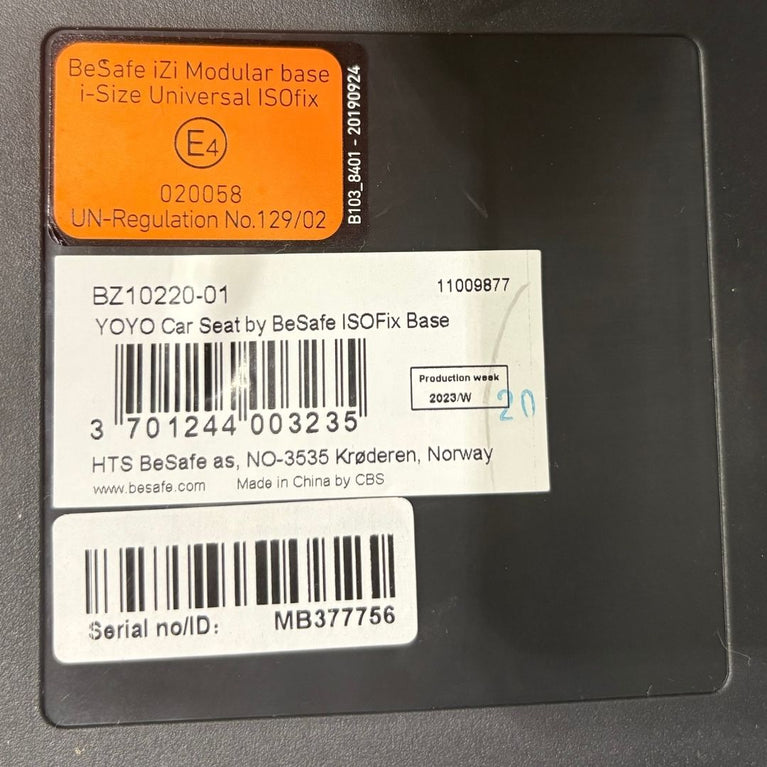 BeSafe iZi Modular base
i-Size Universal ISOfix
E4
020058
UN-Regulation No.129/02
B103_8401 - 20190924
BZ10220-01
11009877
YOYO Car Seat by BeSafe ISOFix Base
Production week
2023/W 20
3 701244 003235
HTS BeSafe as, NO-3535 Krøderen, Norway
www.besafe.com Made in China by CBS
Serial no/ID: MB377756